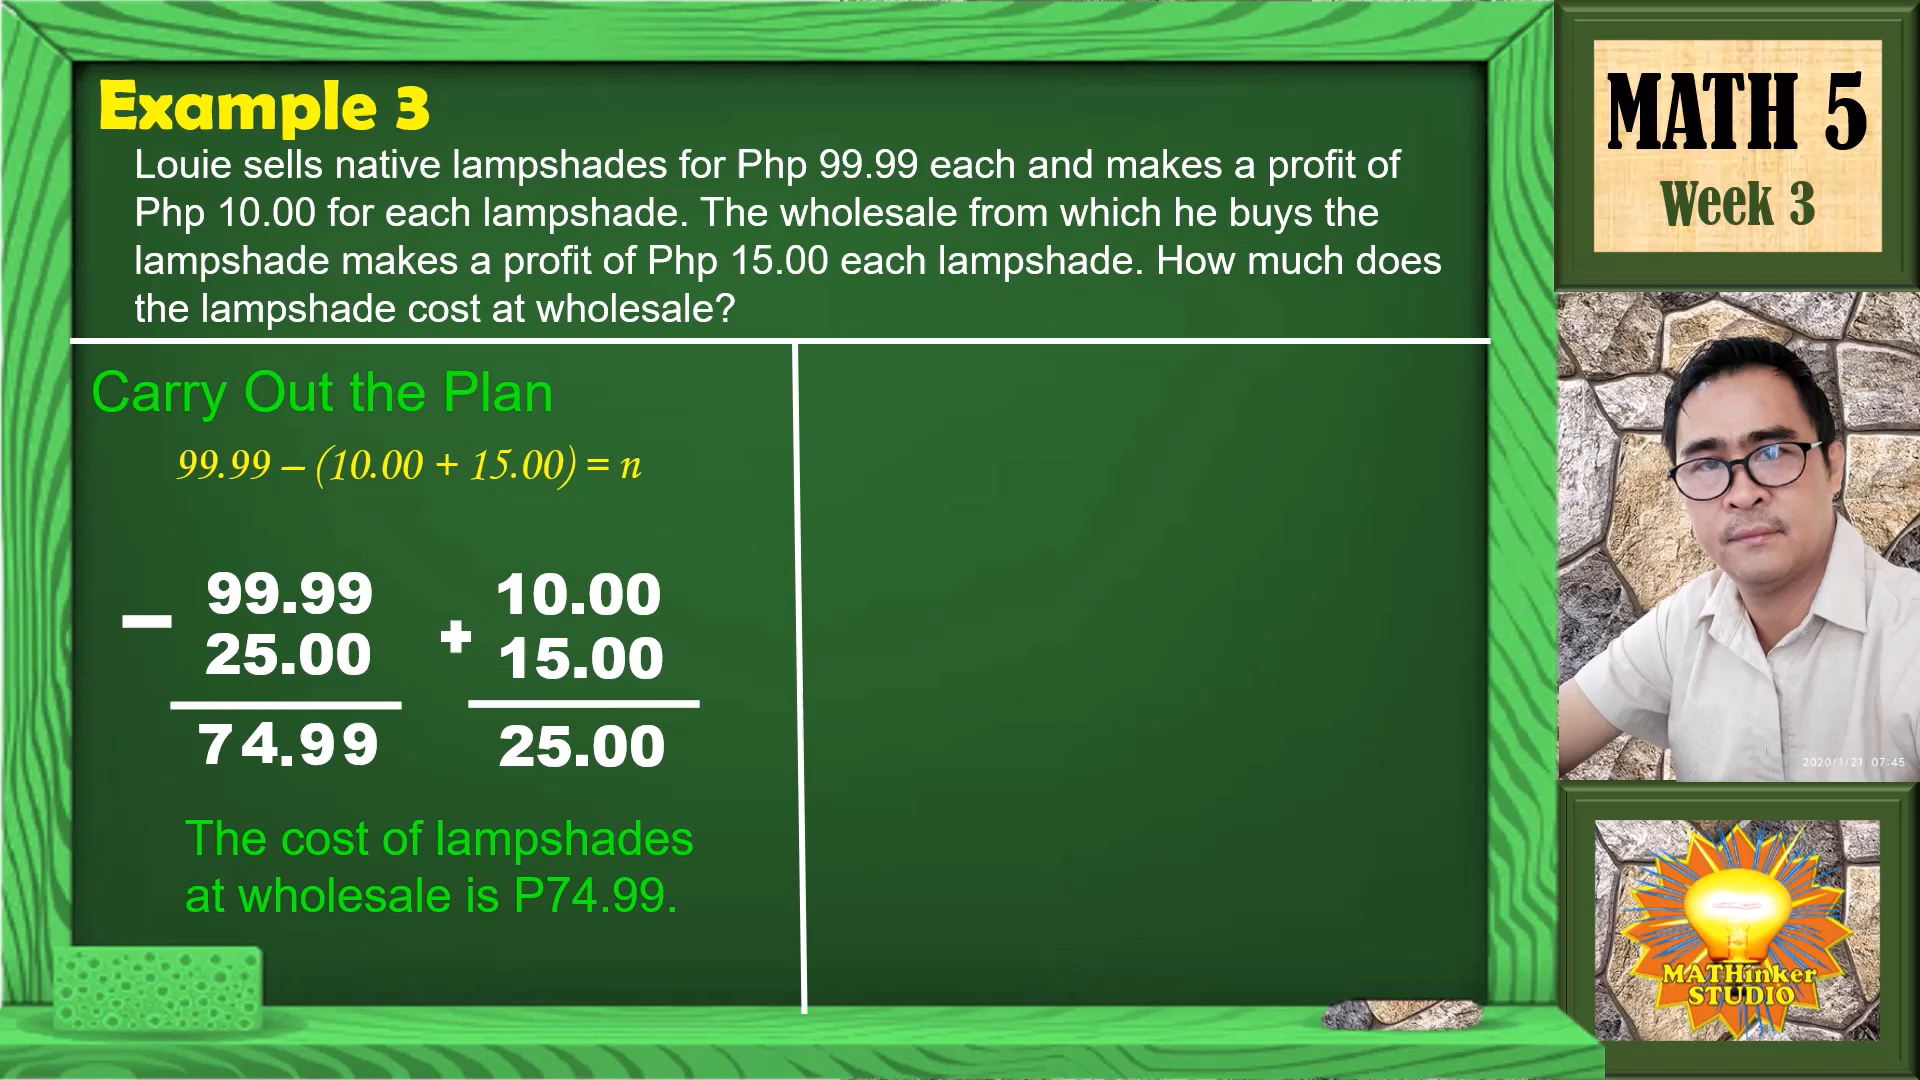 Example 3
Louie sells native lampshades for Php 99.99 each and makes a profit of
Php 10.00 for each lampshade. The wholesale from which he buys the
lampshade makes a profit of Php 15.00 each lampshade. How much does
the lampshade cost at wholesale?
Carry Out the Plan
99.99 – (10.00 + 15.00) = n
– 99.99
25.00
74.99
+ 10.00
15.00
25.00
The cost of lampshades
at wholesale is P74.99.
MATH 5
Week 3
2020/1/21 07:45
MATHinker
STUDIO